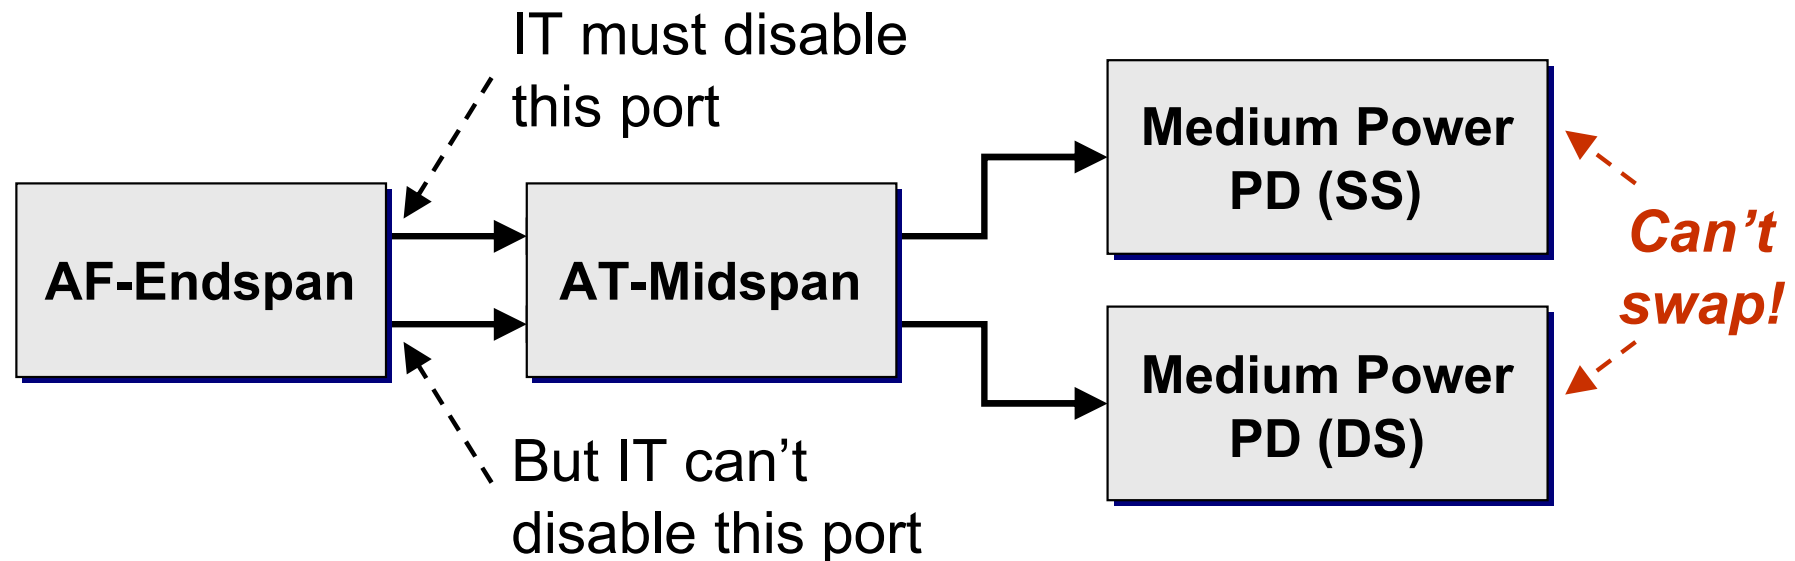 IT must disable
this port
Medium Power
PD (SS)
Can’t
swap!
AF-Endspan
AT-Midspan
Medium Power
PD (DS)
But IT can’t
disable this port